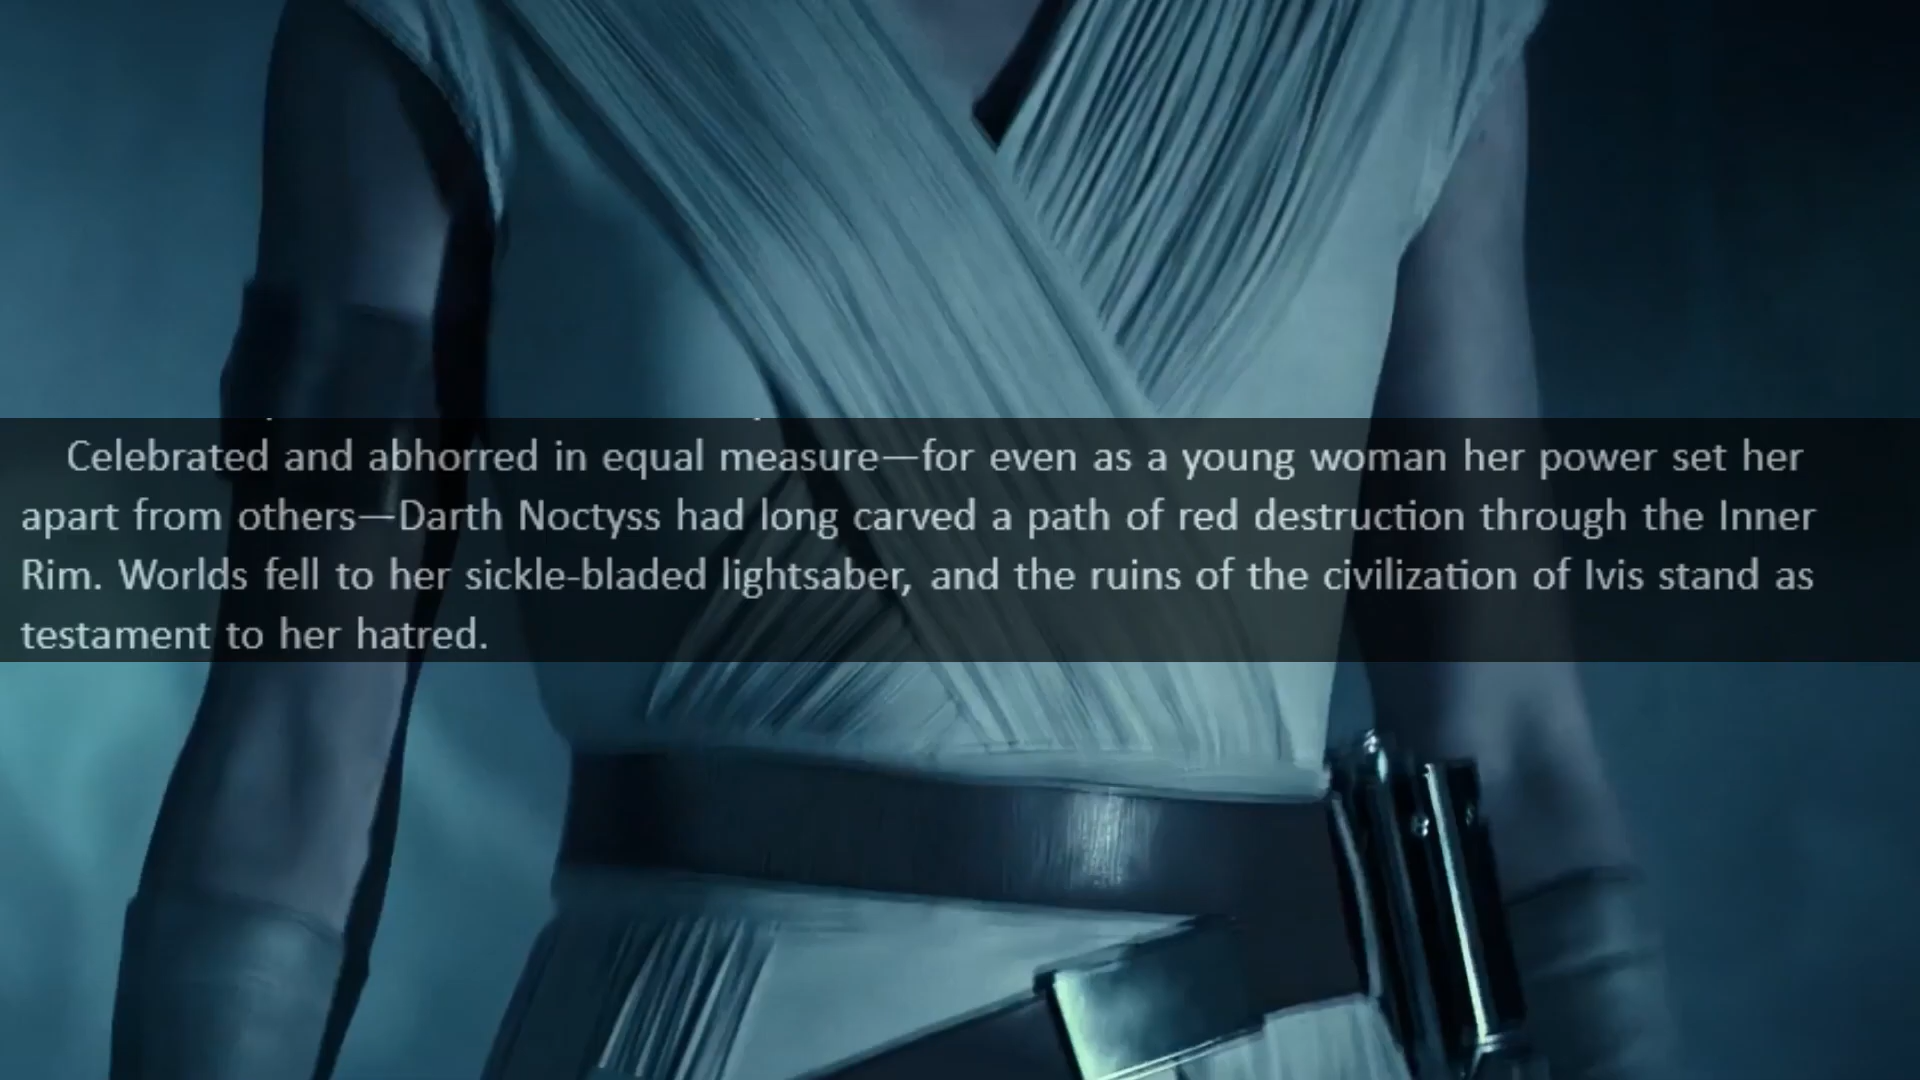 Celebrated and abhorred in equal measure—for even as a young woman her power set her
apart from others—Darth Noctyss had long carved a path of red destruction through the Inner
Rim. Worlds fell to her sickle-bladed lightsaber, and the ruins of the civilization of Ivis stand as
testament to her hatred.